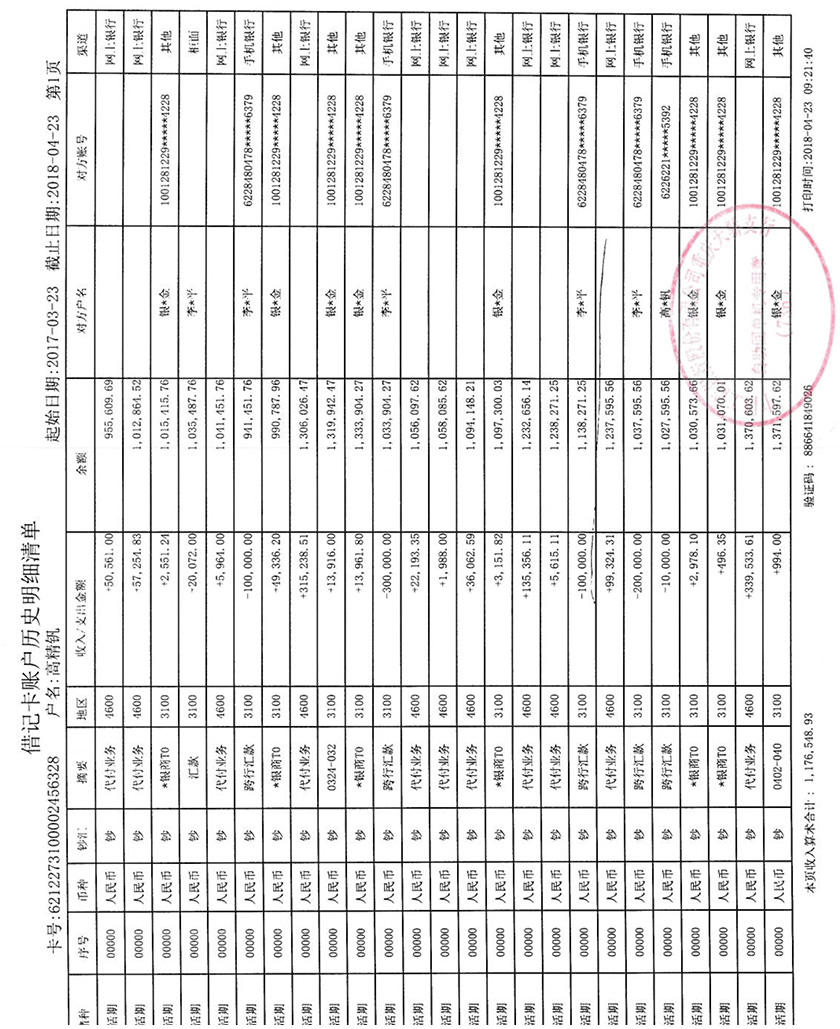 借记卡账户历史明细清单
卡号:6212273100002456328 户名:高精钒 起始日期:2017-03-23 截止日期:2018-04-23 第1页
序号 币种 钞汇 摘要 地区 收入/支出金额 余额 对方户名 对方账号 渠道
活期 00000 人民币 钞 代付业务 4600 +50,561.00 955,609.69 网上银行
活期 00000 人民币 钞 代付业务 4600 +57,254.83 1,012,864.52 网上银行
活期 00000 人民币 钞 *银商TO 3100 +2,551.24 1,015,415.76 银*金 1001281229*****4228 其他
活期 00000 人民币 钞 汇款 3100 -20,072.00 1,035,487.76 李*平 柜面
活期 00000 人民币 钞 代付业务 4600 +5,964.00 1,041,451.76 网上银行
活期 00000 人民币 钞 跨行汇款 3100 -100,000.00 941,451.76 李*平 6228480478*****6379 手机银行
活期 00000 人民币 钞 *银商TO 3100 +49,336.20 990,787.96 银*金 1001281229*****4228 其他
活期 00000 人民币 钞 代付业务 4600 +315,238.51 1,306,026.47 网上银行
活期 00000 人民币 钞 0324-032 3100 +13,916.00 1,319,942.47 银*金 1001281229*****4228 其他
活期 00000 人民币 钞 *银商TO 3100 +13,961.80 1,333,904.27 银*金 1001281229*****4228 其他
活期 00000 人民币 钞 跨行汇款 3100 -300,000.00 1,033,904.27 李*平 6228480478*****6379 手机银行
活期 00000 人民币 钞 代付业务 4600 +22,193.35 1,056,097.62 网上银行
活期 00000 人民币 钞 代付业务 4600 +1,988.00 1,058,085.62 网上银行
活期 00000 人民币 钞 代付业务 4600 +36,062.59 1,094,148.21 网上银行
活期 00000 人民币 钞 *银商TO 3100 +3,151.82 1,097,300.03 银*金 1001281229*****4228 其他
活期 00000 人民币 钞 代付业务 4600 +135,356.11 1,232,656.14 网上银行
活期 00000 人民币 钞 代付业务 4600 +5,615.11 1,238,271.25 网上银行
活期 00000 人民币 钞 跨行汇款 3100 -100,000.00 1,138,271.25 李*平 6228480478*****6379 手机银行
活期 00000 人民币 钞 代付业务 4600 +99,324.31 1,237,595.56 网上银行
活期 00000 人民币 钞 跨行汇款 3100 -200,000.00 1,037,595.56 李*平 6228480478*****6379 手机银行
活期 00000 人民币 钞 跨行汇款 3100 -10,000.00 1,027,595.56 高*钒 6226221*****5392 手机银行
活期 00000 人民币 钞 *银商TO 3100 +2,978.10 1,030,573.66 银*金 1001281229*****4228 其他
活期 00000 人民币 钞 *银商TO 3100 +496.35 1,031,070.01 银*金 1001281229*****4228 其他
活期 00000 人民币 钞 代付业务 4600 +339,533.61 1,370,603.62 网上银行
活期 00000 人民币 钞 0402-040 3100 +994.00 1,371,597.62 银*金 1001281229*****4228 其他
本页收入算术合计: 1,176,548.93 验证码: 886641849026 打印时间:2018-04-23 09:21:40